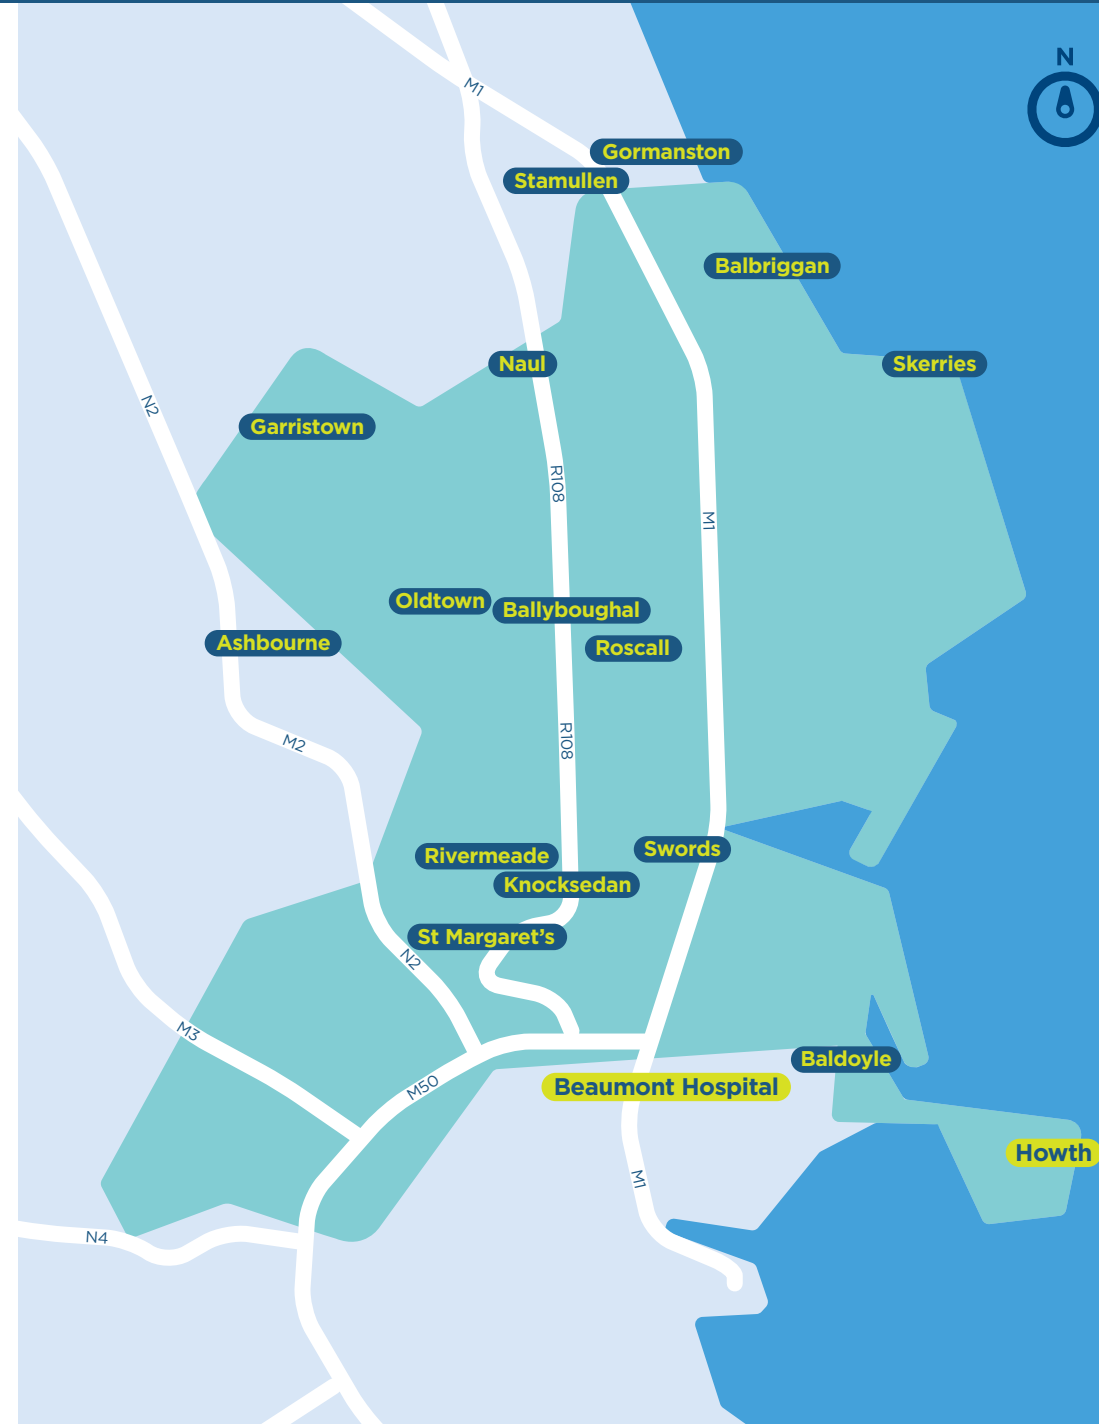 N
M1
Gormanston
Stamullen
Balbriggan
Naul
Skerries
N2
Garristown
R108
M1
Oldtown
Ballyboughal
Ashbourne
Roscall
M2
R108
Rivermeade
Swords
Knocksedan
St Margaret's
N2
M3
Baldoyle
M50
Beaumont Hospital
Howth
M1
N4